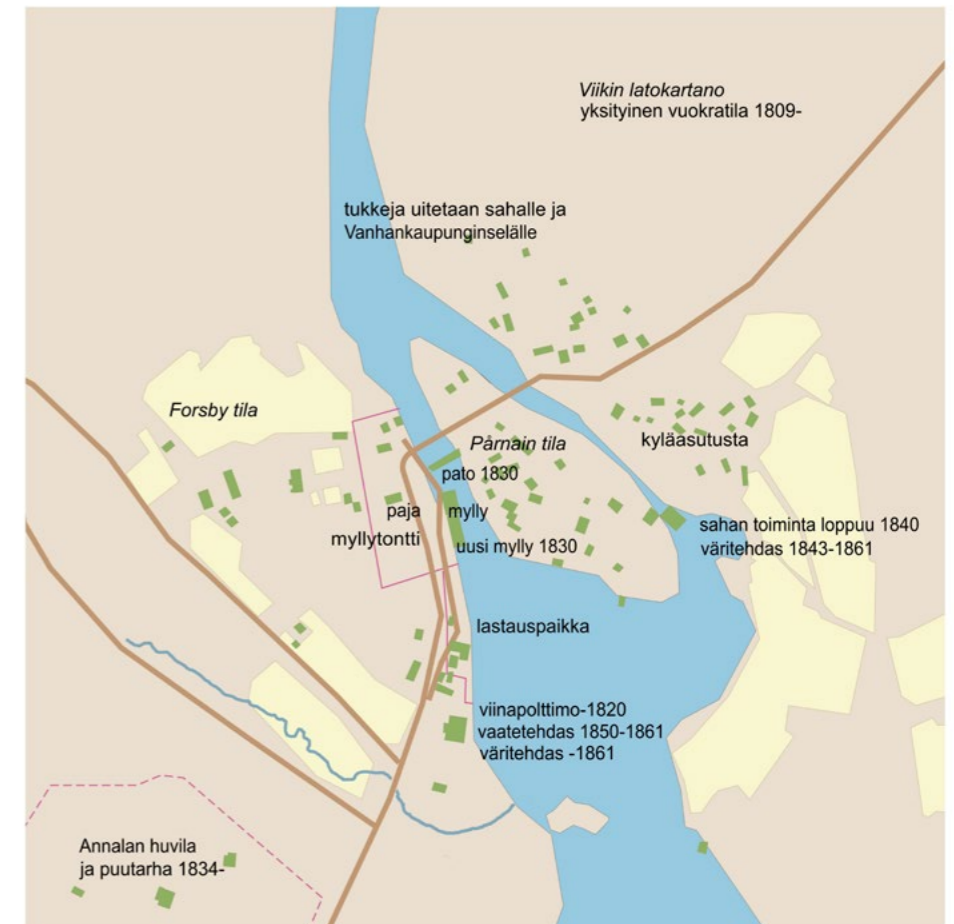 Viikin latokartano
yksityinen vuokratila 1809-
tukkeja uitetaan sahalle ja
Vanhankaupunginselälle
Forsby tila
Pårnain tila
kyläasutusta
pato 1830
paja
mylly
myllytontti
uusi mylly 1830
sahan toiminta loppuu 1840
väritehdas 1843-1861
lastauspaikka
viinapolttimo-1820
vaatetehdas 1850-1861
väritehdas -1861
Annalan huvila
ja puutarha 1834-